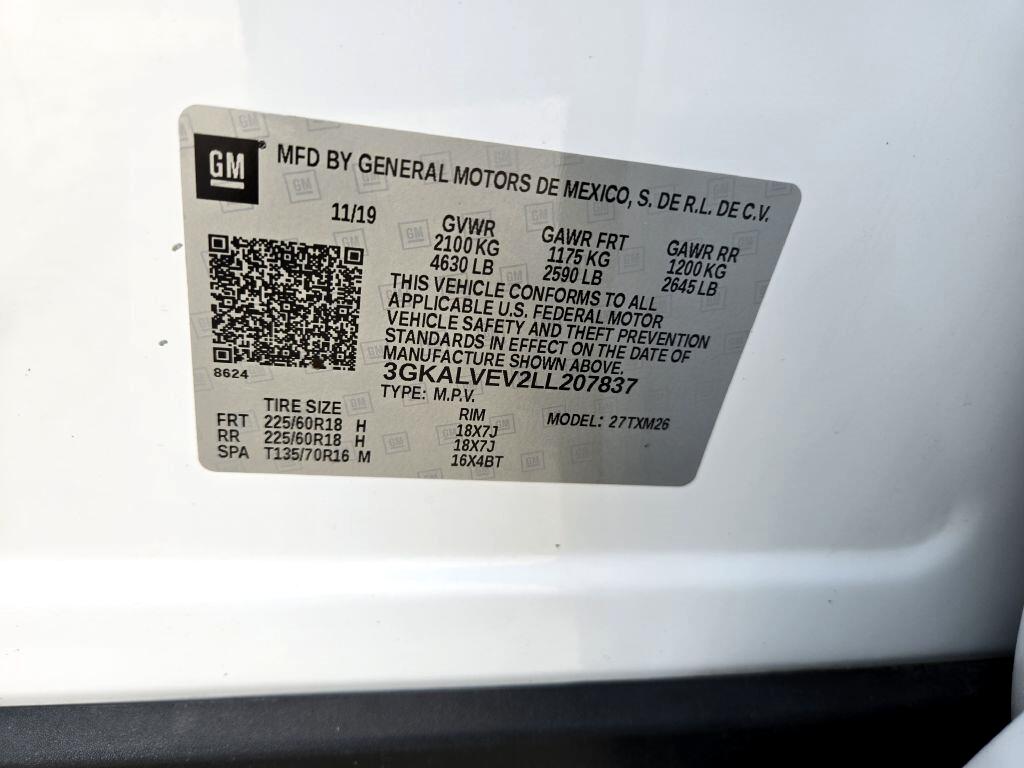 GM
MFD BY GENERAL MOTORS DE MEXICO, S. DE R.L. DE C.V.
11/19
GVWR GAWR FRT GAWR RR
2100 KG 1175 KG 1200 KG
4630 LB 2590 LB 2645 LB
THIS VEHICLE CONFORMS TO ALL
APPLICABLE U.S. FEDERAL MOTOR
VEHICLE SAFETY AND THEFT PREVENTION
STANDARDS IN EFFECT ON THE DATE OF
MANUFACTURE SHOWN ABOVE.
8624
3GKALVEV2LL207837
TYPE: M.P.V.
TIRE SIZE RIM MODEL: 27TXM26
FRT 225/60R18 H 18X7J
RR 225/60R18 H 18X7J
SPA T135/70R16 M 16X4BT